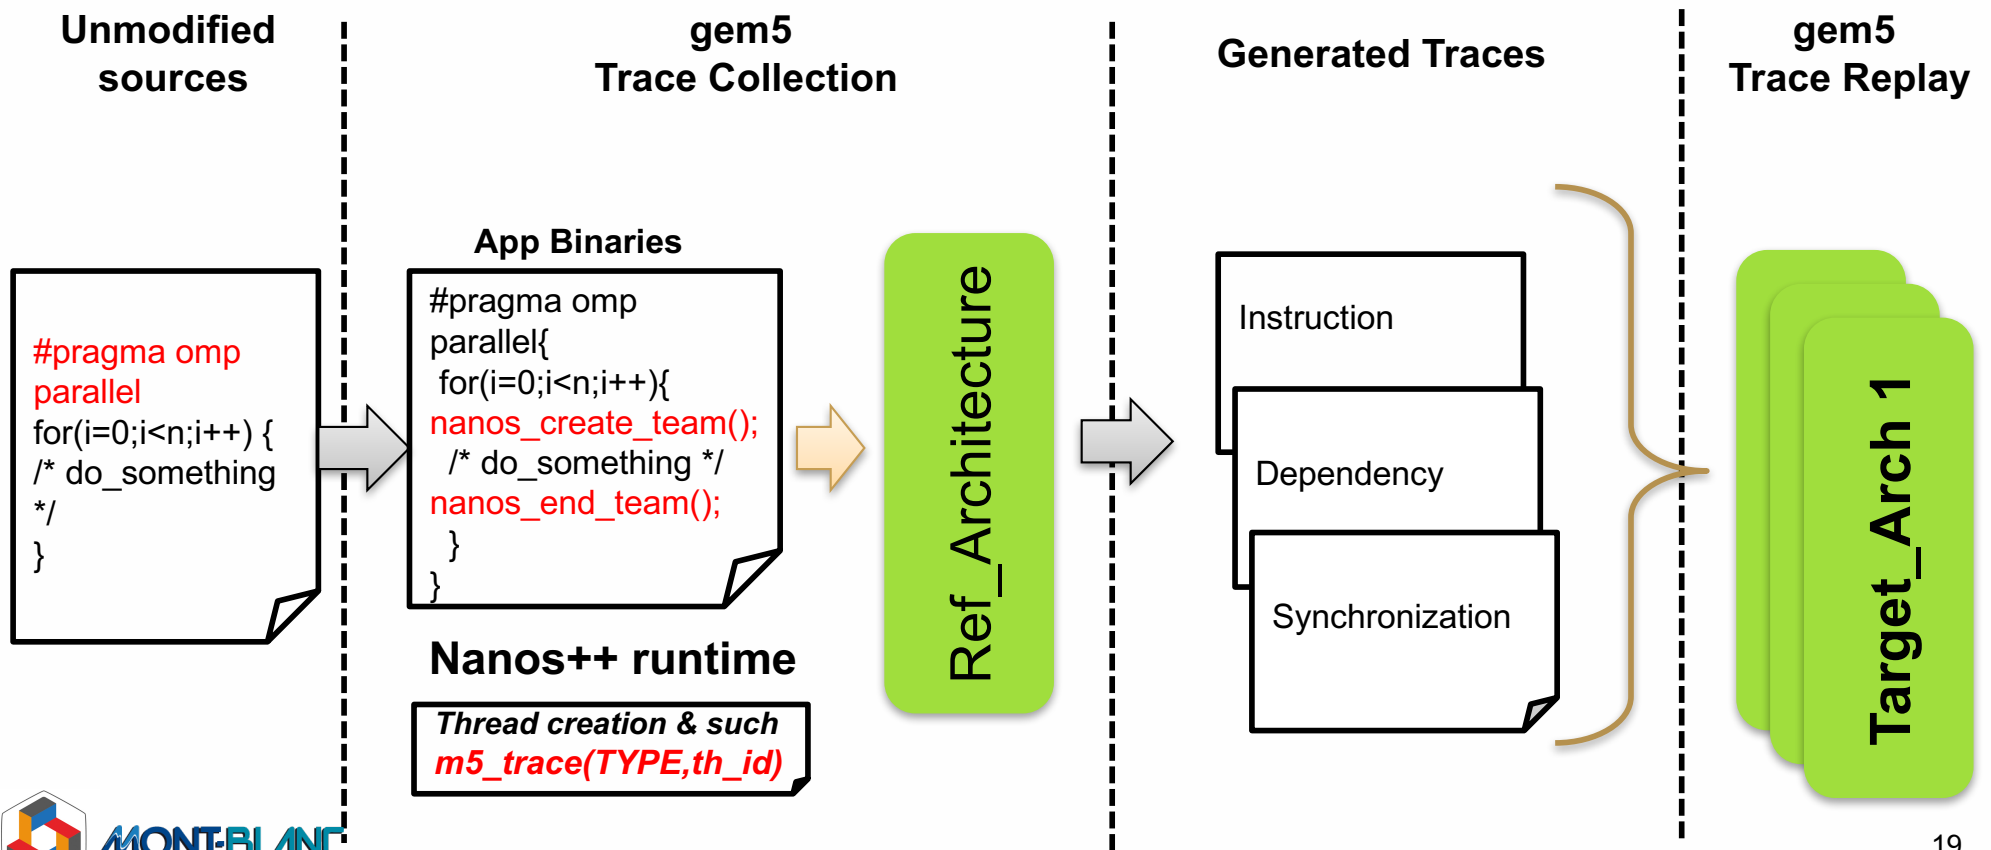 Unmodified
sources
gem5
Trace Collection
Generated Traces
gem5
Trace Replay
#pragma omp
parallel
for(i=0;i<n;i++) {
/* do_something
*/
}
App Binaries
#pragma omp
parallel{
for(i=0;i<n;i++){
nanos_create_team();
/* do_something */
nanos_end_team();
}
}
Nanos++ runtime
Thread creation & such
m5_trace(TYPE,th_id)
Ref_Architecture
Instruction
Dependency
Synchronization
Target_Arch 1
MONT-BLANC
19